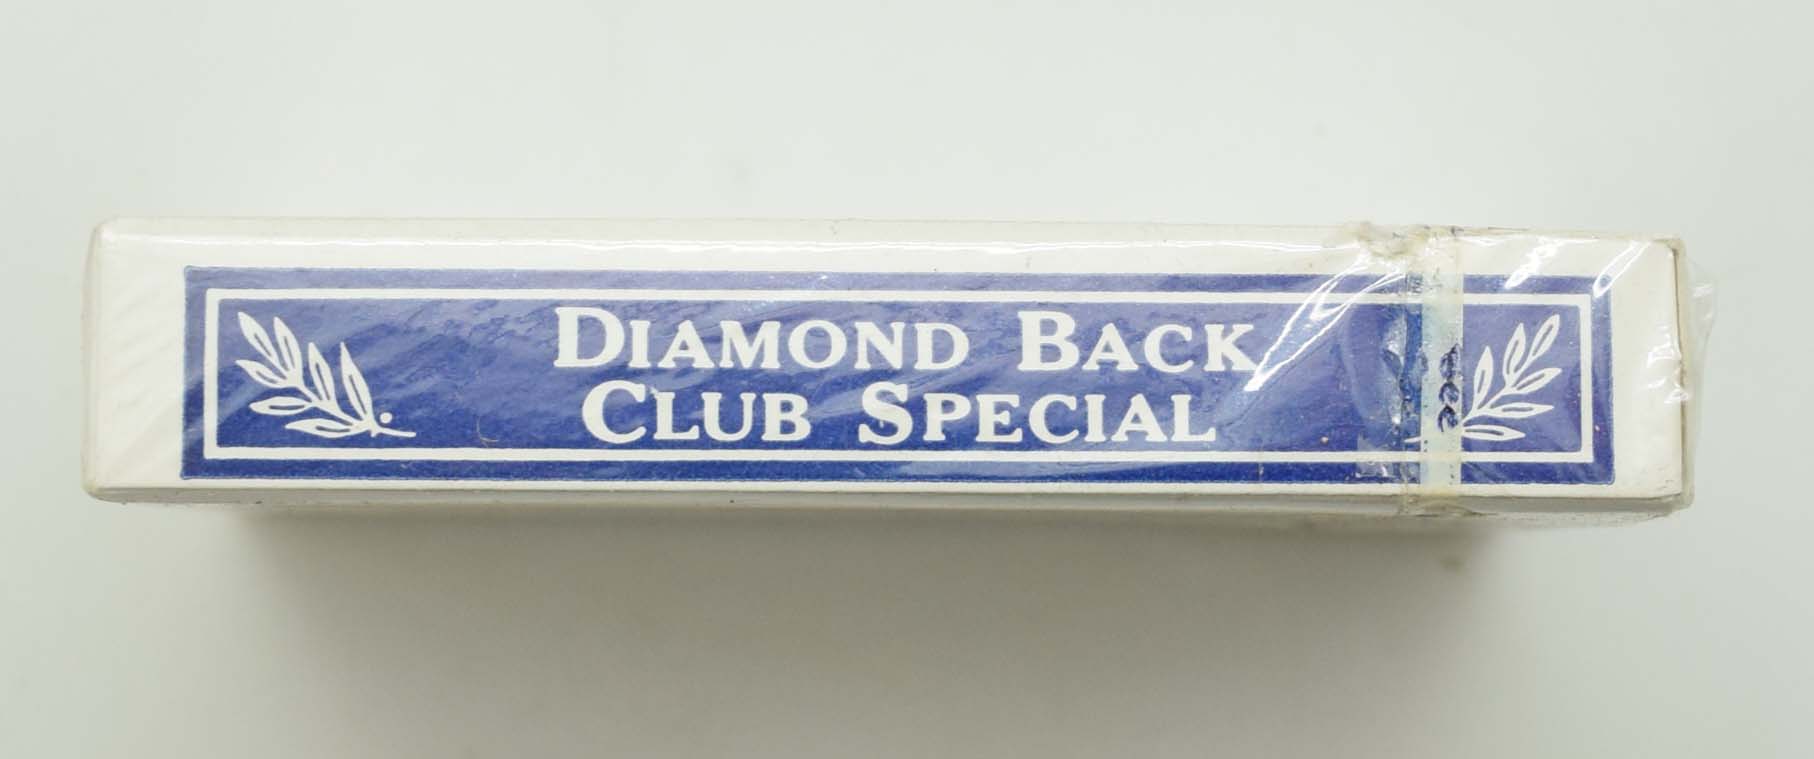 DIAMOND BACK
CLUB SPECIAL